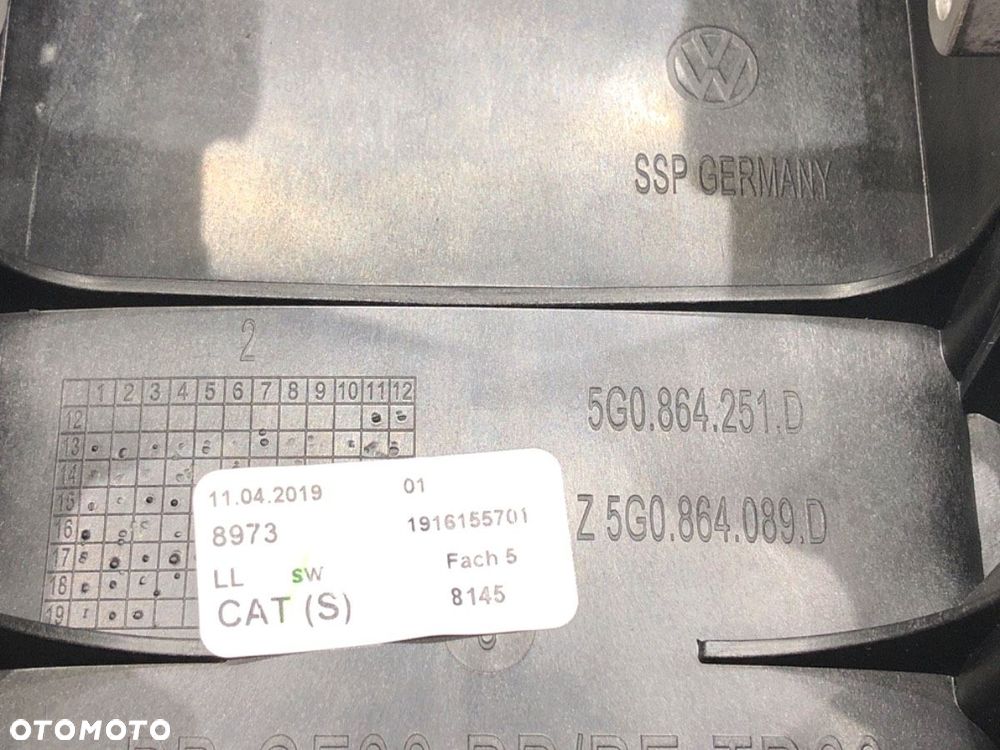 VW
SSP GERMANY
2
1 2 3 4 5 6 7 8 9 10 11 12
12
13
14
15
16
17
18
19
5G0.864.251.D
Z 5G0.864.089.D
11.04.2019 01
8973 1916155701
LL sw Fach 5
CAT (S) 8145
OTOMOTO